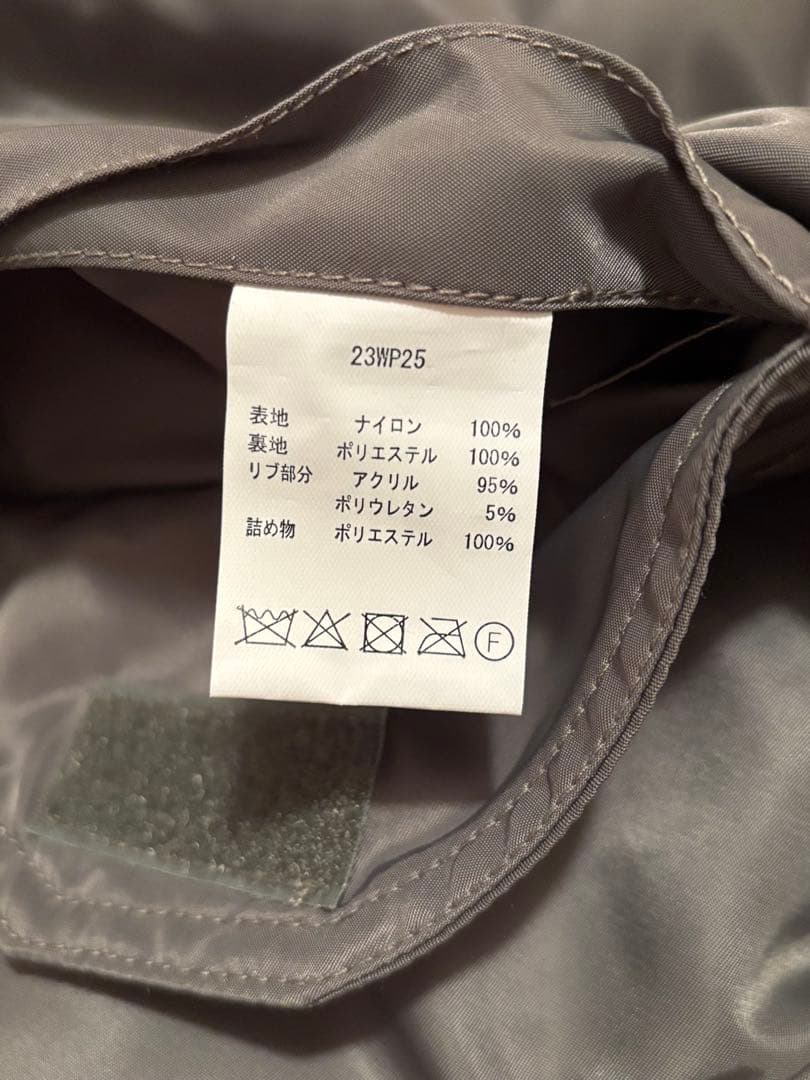 23WP25
表地 ナイロン 100%
裏地 ポリエステル 100%
リブ部分 アクリル 95%
ポリウレタン 5%
詰め物 ポリエステル 100%
F